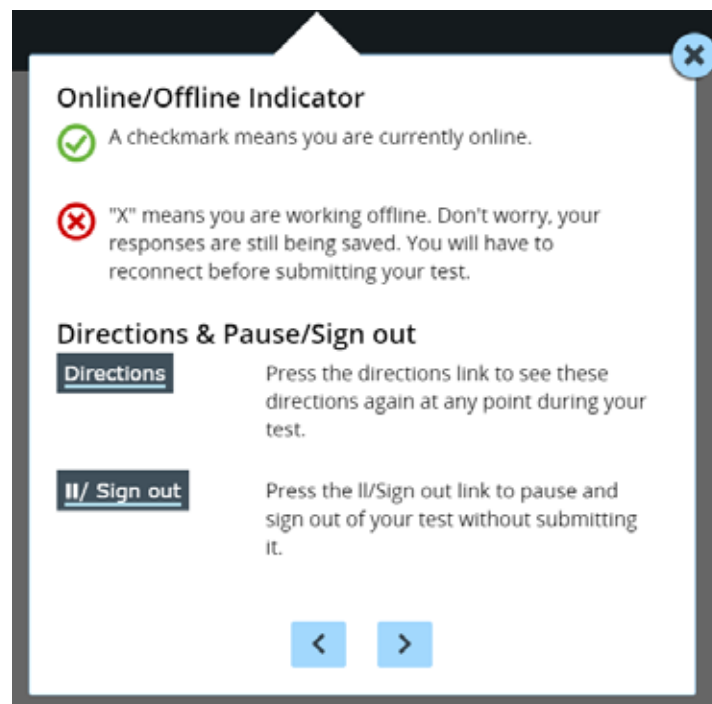 Online/Offline Indicator
A checkmark means you are currently online.
"X" means you are working offline. Don't worry, your
responses are still being saved. You will have to
reconnect before submitting your test.
Directions & Pause/Sign out
Directions
Press the directions link to see these
directions again at any point during your
test.
II/ Sign out
Press the II/Sign out link to pause and
sign out of your test without submitting
it.